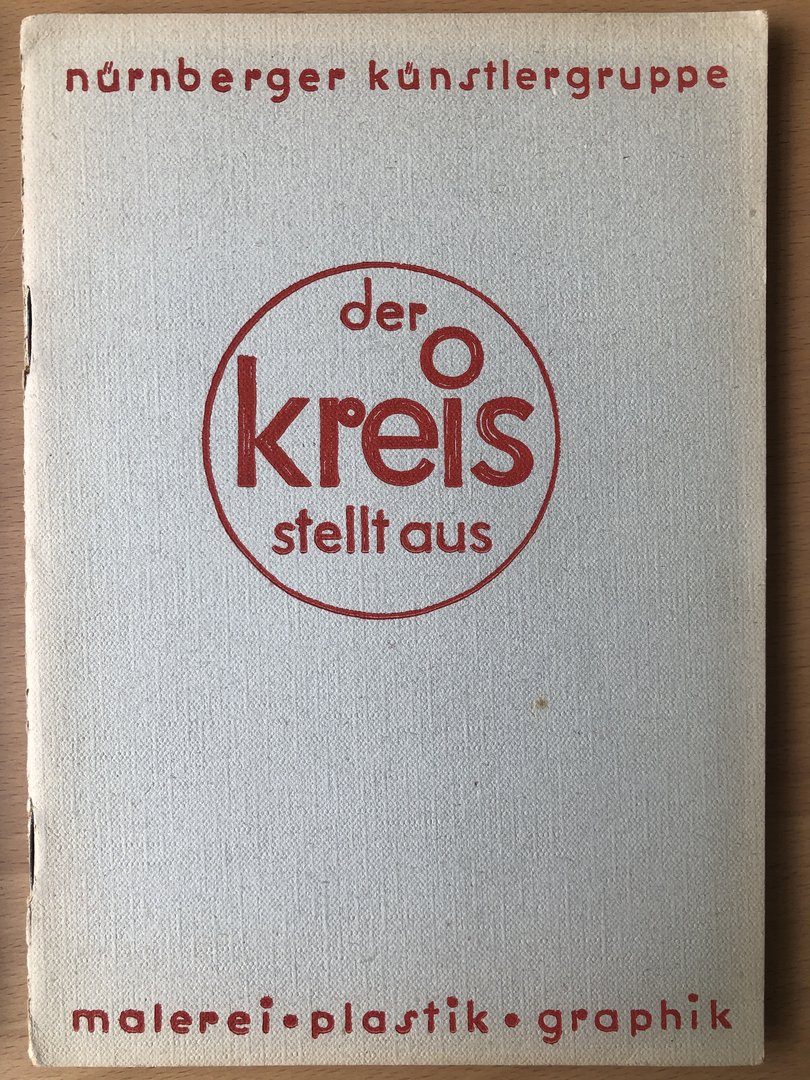 nürnberger künstlergruppe
der
kreis
stellt aus
malerei • plastik • graphik